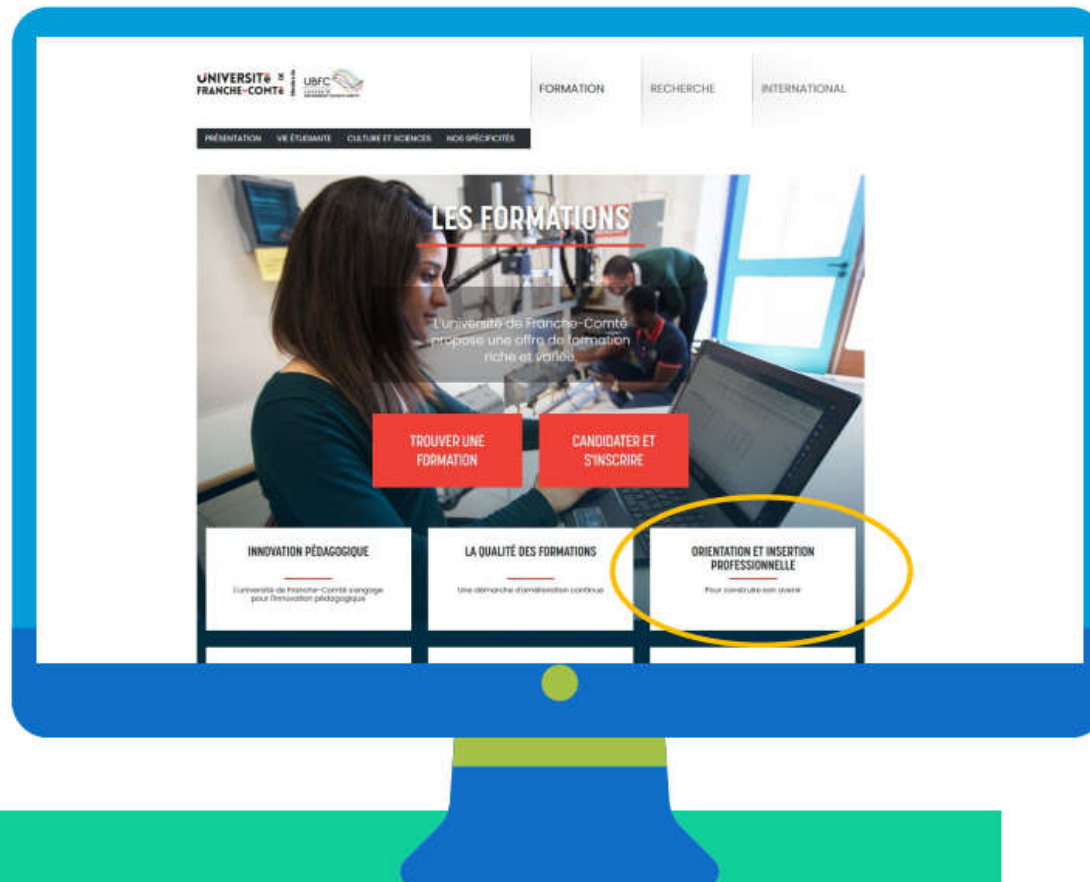 UNIVERSITÉ DE
FRANCHE-COMTÉ
UBFC
FORMATION
RECHERCHE
INTERNATIONAL
PRÉSENTATION VIE ÉTUDIANTE CULTURE ET SCIENCES NOS SPÉCIFICITÉS
LES FORMATIONS
L'université de Franche-Comté
propose une offre de formation
riche et variée
TROUVER UNE
FORMATION
CANDIDATER ET
S'INSCRIRE
INNOVATION PÉDAGOGIQUE
L'université de Franche-Comté s'engage
pour l'innovation pédagogique
LA QUALITÉ DES FORMATIONS
Une démarche d'amélioration continue
ORIENTATION ET INSERTION
PROFESSIONNELLE
Pour construire son avenir